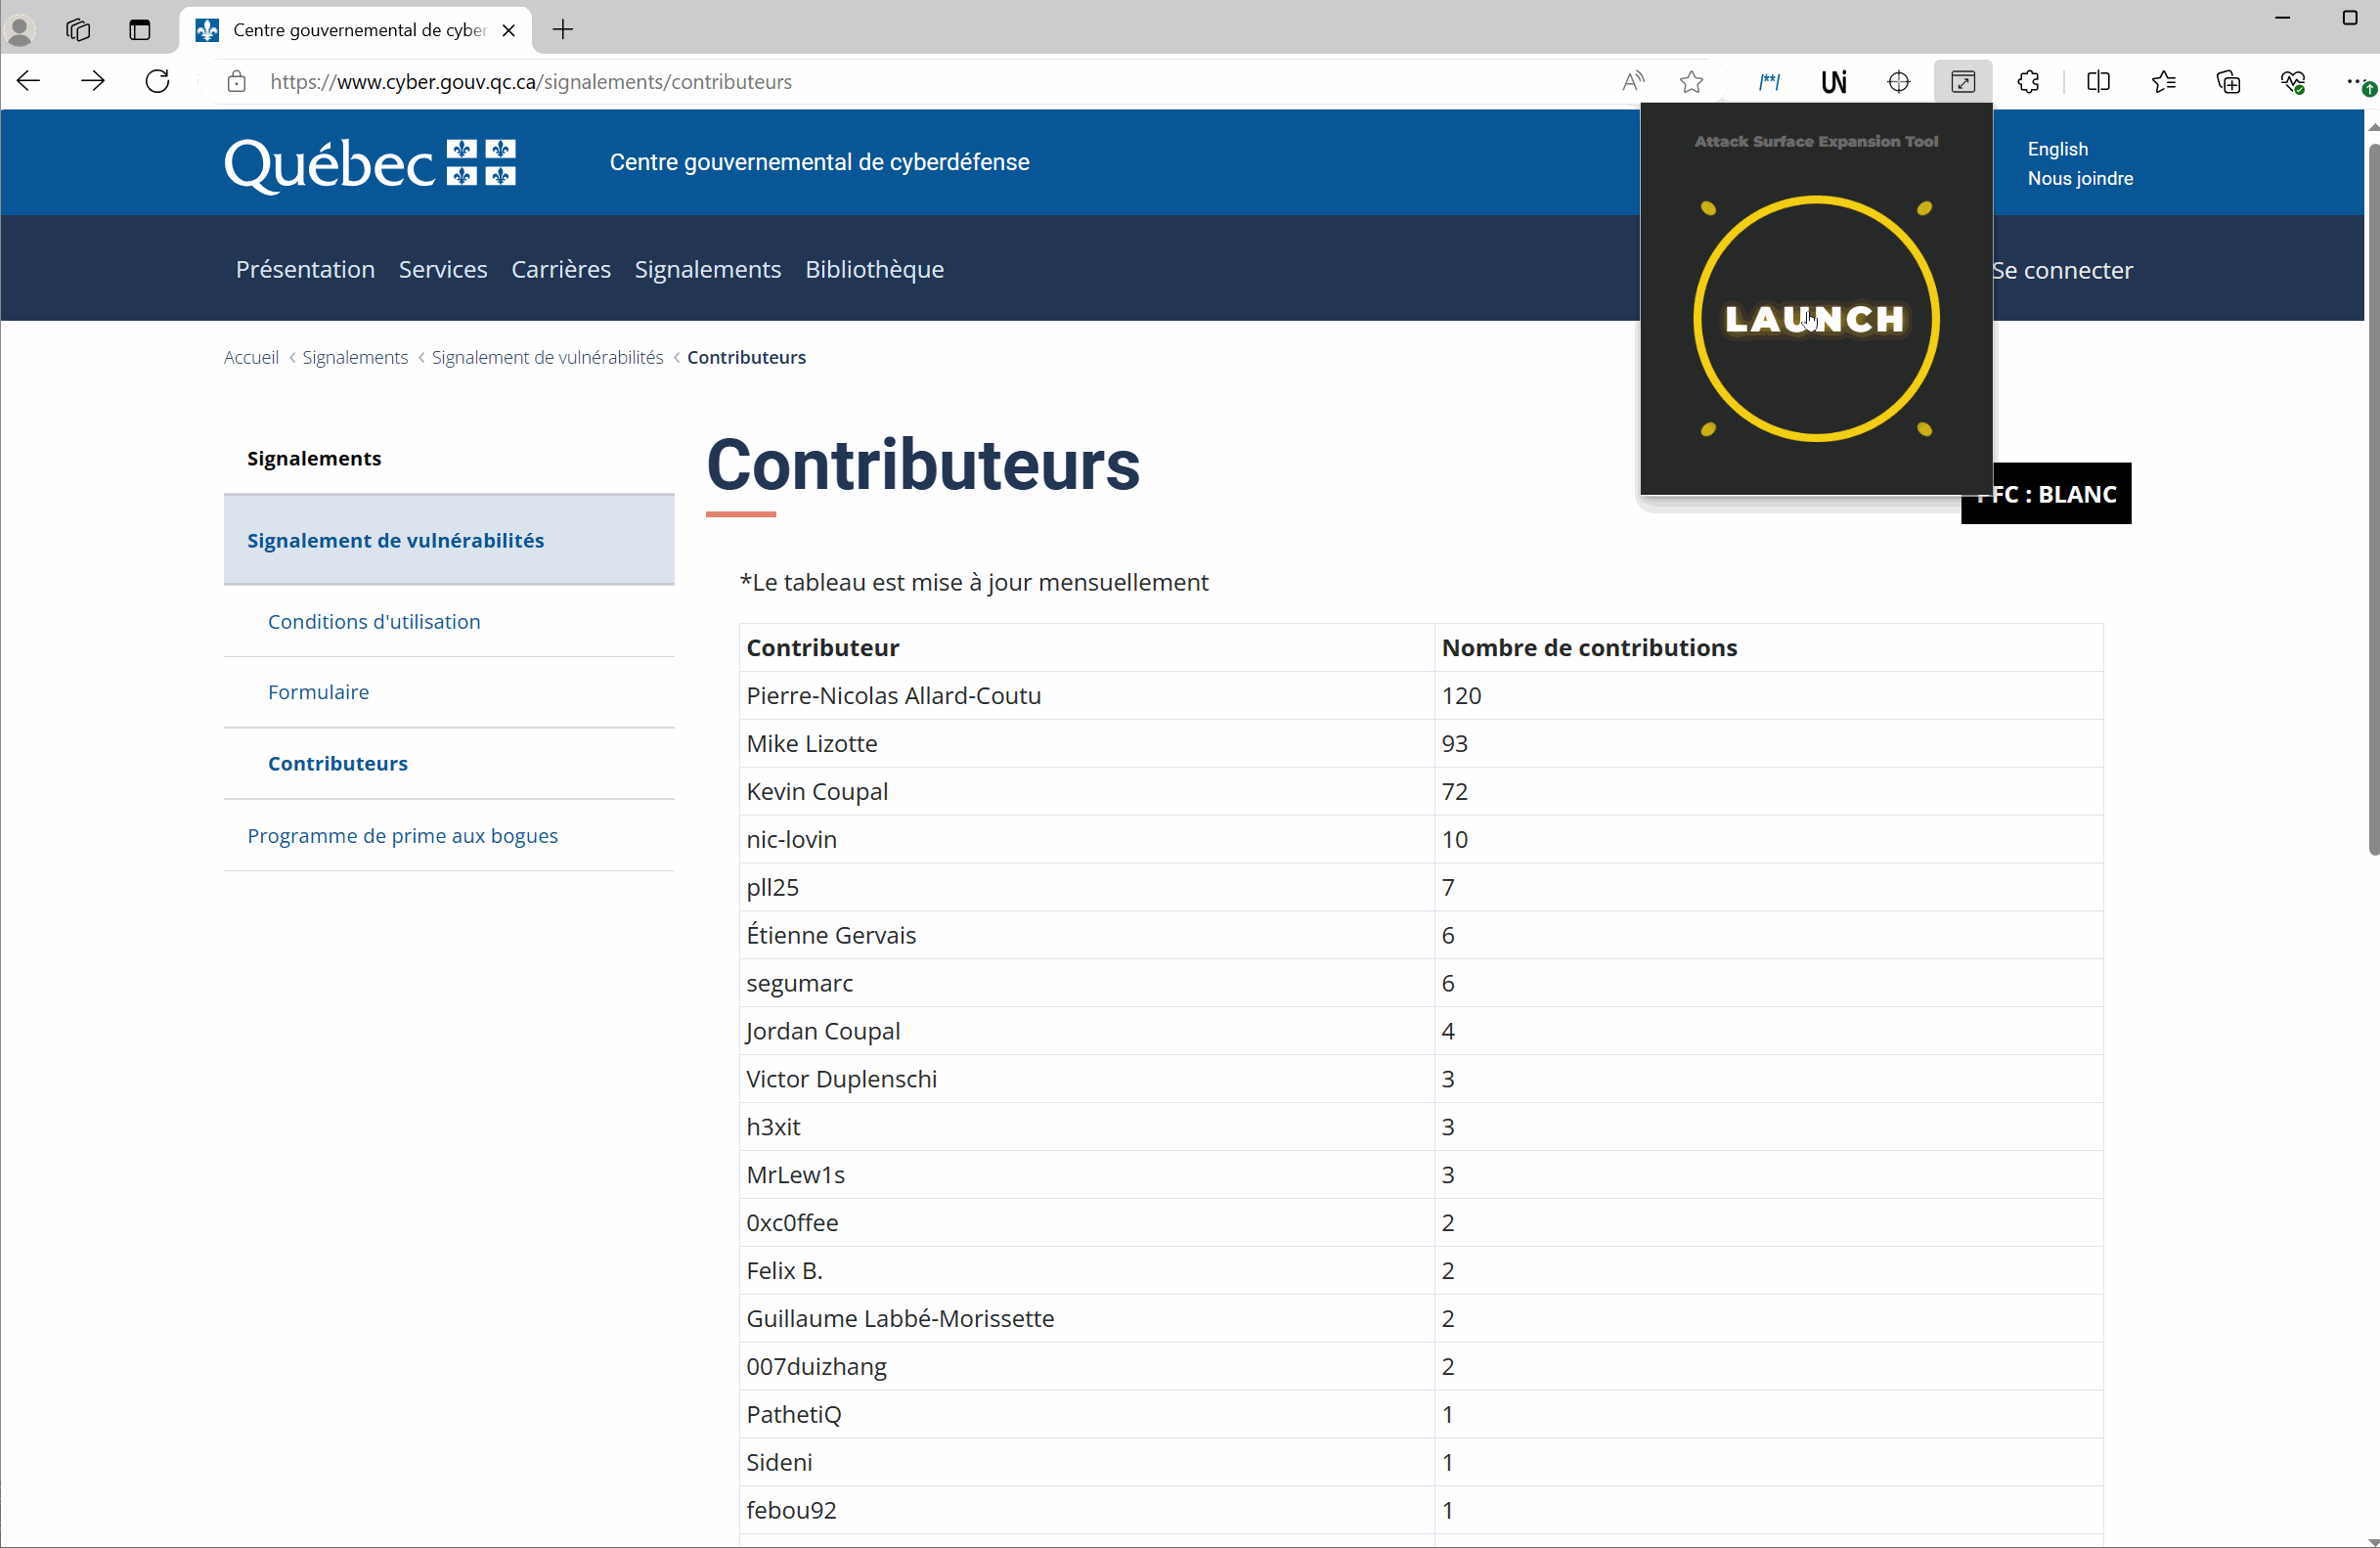 Centre gouvernemental de cyber
https://www.cyber.gouv.qc.ca/signalements/contributeurs
Québec
Centre gouvernemental de cyberdéfense
Attack Surface Expansion Tool
LAUNCH
English
Nous joindre
Présentation Services Carrières Signalements Bibliothèque
Se connecter
Accueil < Signalements < Signalement de vulnérabilités < Contributeurs
Signalements
Signalement de vulnérabilités
Conditions d'utilisation
Formulaire
Contributeurs
Programme de prime aux bogues
Contributeurs
: BLANC
*Le tableau est mise à jour mensuellement
Contributeur Nombre de contributions
Pierre-Nicolas Allard-Coutu 120
Mike Lizotte 93
Kevin Coupal 72
nic-lovin 10
pll25 7
Étienne Gervais 6
segumarc 6
Jordan Coupal 4
Victor Duplenschi 3
h3xit 3
MrLew1s 3
0xc0ffee 2
Felix B. 2
Guillaume Labbé-Morissette 2
007duizhang 2
PathetiQ 1
Sideni 1
febou92 1